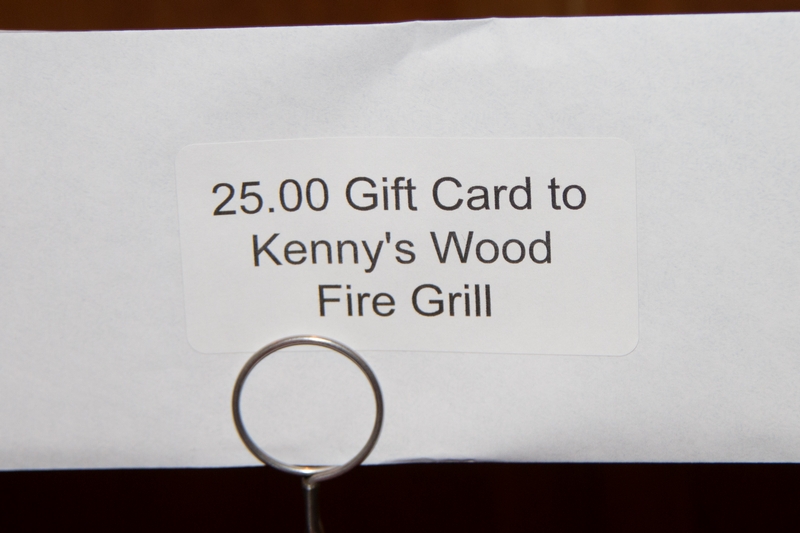 25.00 Gift Card to
Kenny's Wood
Fire Grill